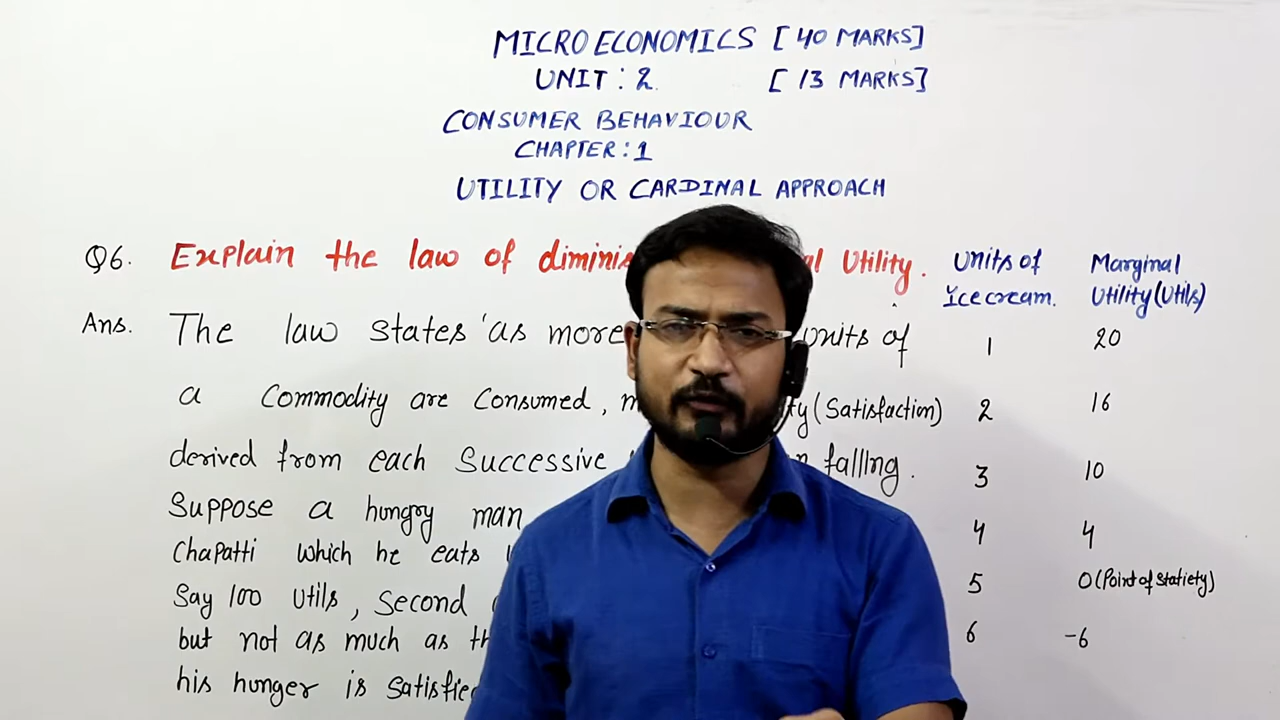 MICRO ECONOMICS [40 MARKS]
UNIT: 2. [13 MARKS]
CONSUMER BEHAVIOUR
CHAPTER: 1
UTILITY OR CARDINAL APPROACH
Q6. Explain the law of diminis al Utility.
Ans. The law states 'as more units of
a Commodity are Consumed, m ty (Satisfaction)
derived from each Successive falling.
Suppose a hungry man
Chapatti which he eats
Say 100 utils, Second
but not as much as th
his hunger is satisfie
Units of Icecream. Marginal Utility (Utils)
1 20
2 16
3 10
4 4
5 0 (Point of Statiety)
6 -6